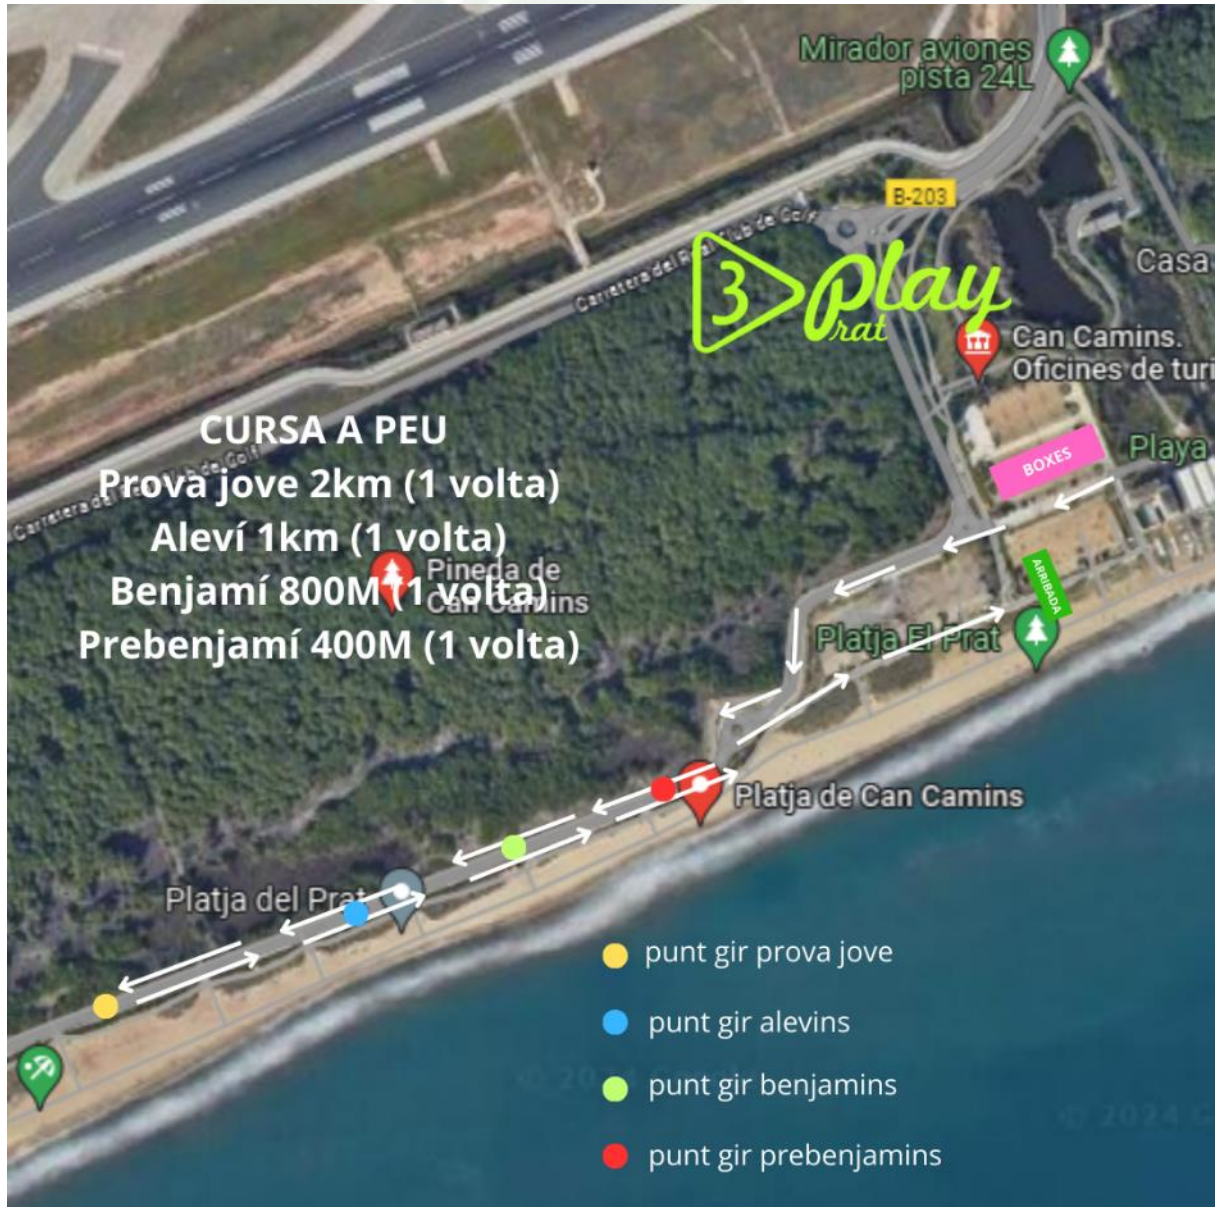 Mirador aviones
pista 24L
B-203
Carretera del Reial Club de Golf
3 Play
rat
Casa
Can Camins.
Oficines de turi
CURSA A PEU
Prova jove 2km (1 volta)
Aleví 1km (1 volta)
Benjamí 800M (1 volta)
Prebenjamí 400M (1 volta)
BOXES
Playa
Pineda de
Can Camins
ARRIBADA
Platja El Prat
Platja de Can Camins
Platja del Prat
punt gir prova jove
punt gir alevins
punt gir benjamins
punt gir prebenjamins